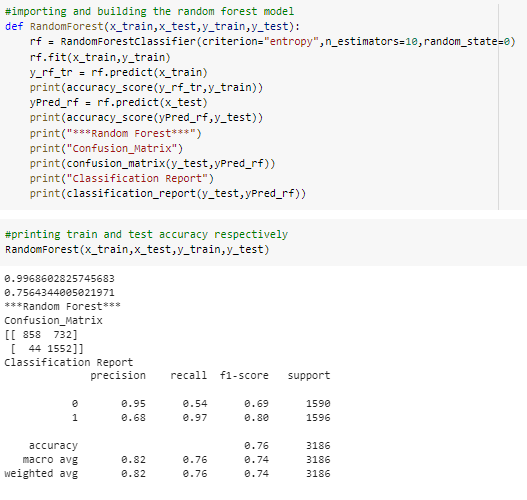 #importing and building the random forest model
def RandomForest(x_train,x_test,y_train,y_test):
    rf = RandomForestClassifier(criterion="entropy",n_estimators=10,random_state=0)
    rf.fit(x_train,y_train)
    y_rf_tr = rf.predict(x_train)
    print(accuracy_score(y_rf_tr,y_train))
    yPred_rf = rf.predict(x_test)
    print(accuracy_score(yPred_rf,y_test))
    print("***Random Forest***")
    print("Confusion_Matrix")
    print(confusion_matrix(y_test,yPred_rf))
    print("Classification Report")
    print(classification_report(y_test,yPred_rf))
#printing train and test accuracy respectively
RandomForest(x_train,x_test,y_train,y_test)
0.9968602825745683
0.7564344005021971
***Random Forest***
Confusion_Matrix
[[ 858  732]
 [  44 1552]]
Classification Report
              precision    recall  f1-score   support
           0       0.95      0.54      0.69      1590
           1       0.68      0.97      0.80      1596
    accuracy                           0.76      3186
   macro avg       0.82      0.76      0.74      3186
weighted avg       0.82      0.76      0.74      3186